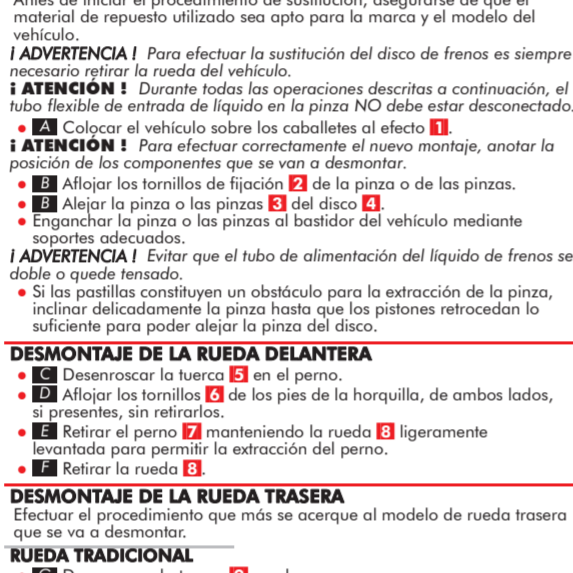 Antes de iniciar el procedimiento de sustitución, asegurarse de que el
material de repuesto utilizado sea apto para la marca y el modelo del
vehículo.
¡ ADVERTENCIA ! Para efectuar la sustitución del disco de frenos es siempre
necesario retirar la rueda del vehículo.
¡ ATENCIÓN ! Durante todas las operaciones descritas a continuación, el
tubo flexible de entrada de líquido en la pinza NO debe estar desconectado.
• A Colocar el vehículo sobre los caballetes al efecto 1.
¡ ATENCIÓN ! Para efectuar correctamente el nuevo montaje, anotar la
posición de los componentes que se van a desmontar.
• B Aflojar los tornillos de fijación 2 de la pinza o de las pinzas.
• B Alejar la pinza o las pinzas 3 del disco 4.
• Enganchar la pinza o las pinzas al bastidor del vehículo mediante
soportes adecuados.
¡ ADVERTENCIA ! Evitar que el tubo de alimentación del líquido de frenos se
doble o quede tensado.
• Si las pastillas constituyen un obstáculo para la extracción de la pinza,
inclinar delicadamente la pinza hasta que los pistones retrocedan lo
suficiente para poder alejar la pinza del disco.
DESMONTAJE DE LA RUEDA DELANTERA
• C Desenroscar la tuerca 5 en el perno.
• D Aflojar los tornillos 6 de los pies de la horquilla, de ambos lados,
si presentes, sin retirarlos.
• E Retirar el perno 7 manteniendo la rueda 8 ligeramente
levantada para permitir la extracción del perno.
• F Retirar la rueda 8.
DESMONTAJE DE LA RUEDA TRASERA
Efectuar el procedimiento que más se acerque al modelo de rueda trasera
que se va a desmontar.
RUEDA TRADICIONAL